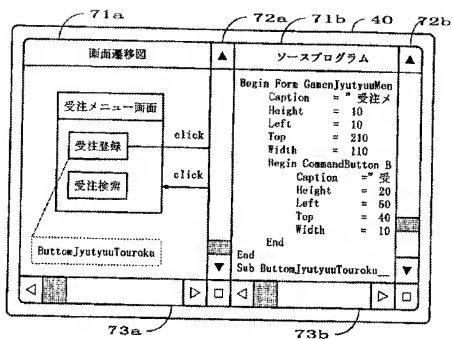 71a
72a
71b
40
72b
画面遷移図
▲
ソースプログラム
▲
受注メニュー画面
受注登録
click
受注検索
click
ButtomJyutyuuTouroku
Begin Form GamenJyutyuuMen
Caption = " 受注メ
Height = 10
Left = 10
Top = 210
Width = 110
Begin CommandButton B
Caption =" 受
Height = 20
Left = 50
Top = 40
Width = 10
End
End
Sub ButtomJyutyuuTouroku__
▼
▼
73a
73b